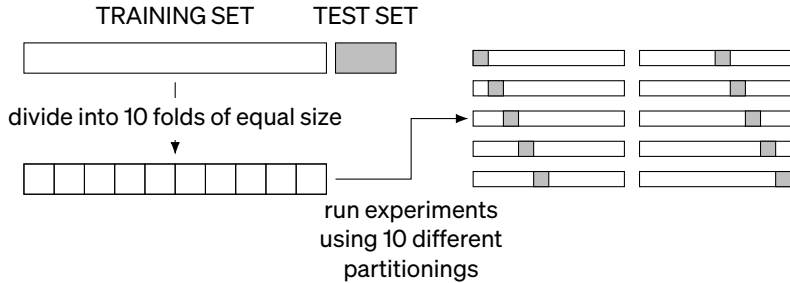 TRAINING SET
TEST SET
divide into 10 folds of equal size
run experiments
using 10 different
partitionings